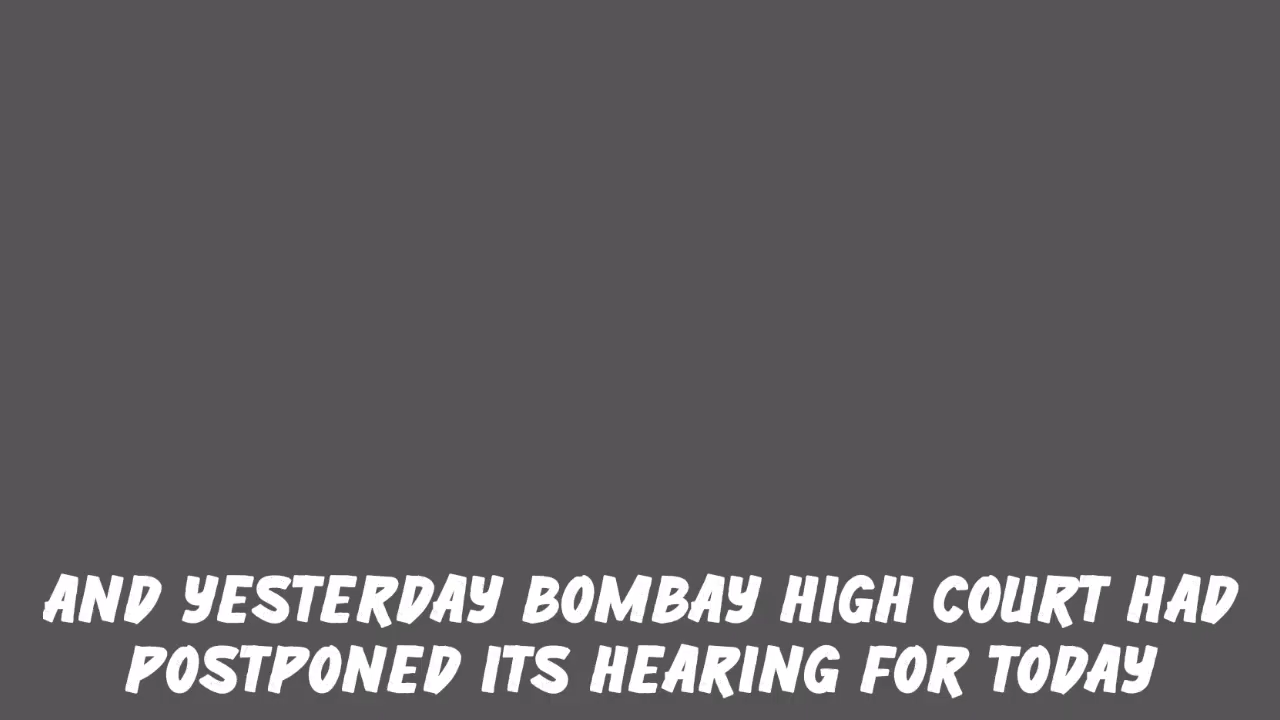 AND YESTERDAY BOMBAY HIGH COURT HAD
POSTPONED ITS HEARING FOR TODAY